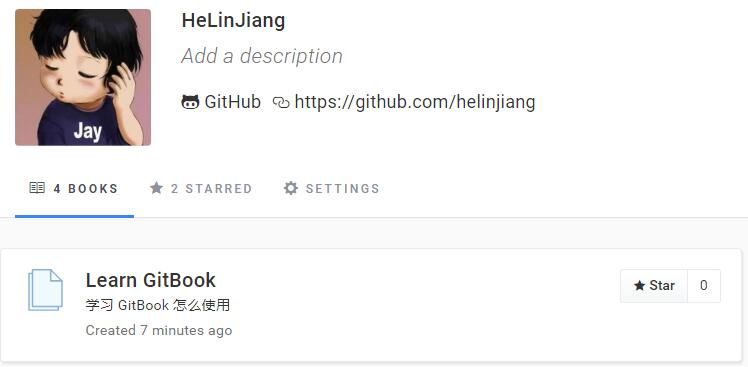 HeLinJiang
Add a description
GitHub https://github.com/helinjiang
Jay
4 BOOKS 2 STARRED SETTINGS
Learn GitBook
Star 0
学习 GitBook 怎么使用
Created 7 minutes ago